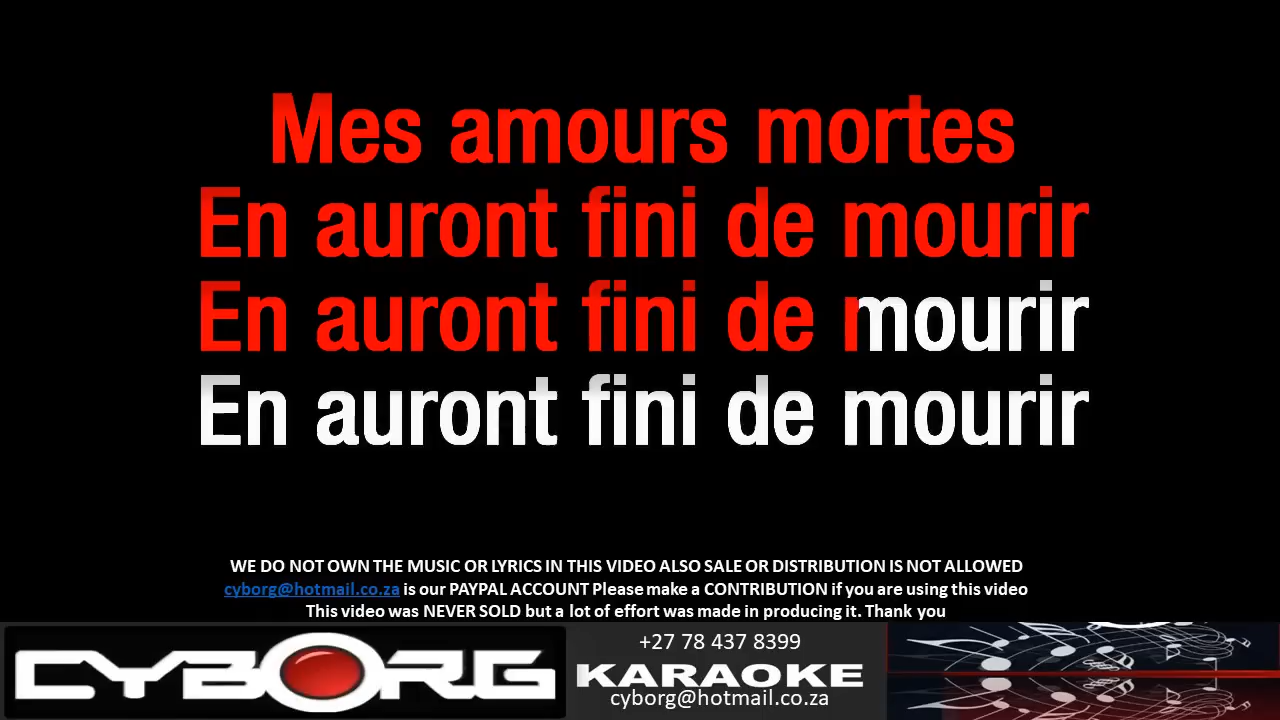 Mes amours mortes
En auront fini de mourir
En auront fini de mourir
En auront fini de mourir
WE DO NOT OWN THE MUSIC OR LYRICS IN THIS VIDEO ALSO SALE OR DISTRIBUTION IS NOT ALLOWED
cyborg@hotmail.co.za is our PAYPAL ACCOUNT Please make a CONTRIBUTION if you are using this video
This video was NEVER SOLD but a lot of effort was made in producing it. Thank you
CYBORG
+27 78 437 8399
KARAOKE
cyborg@hotmail.co.za